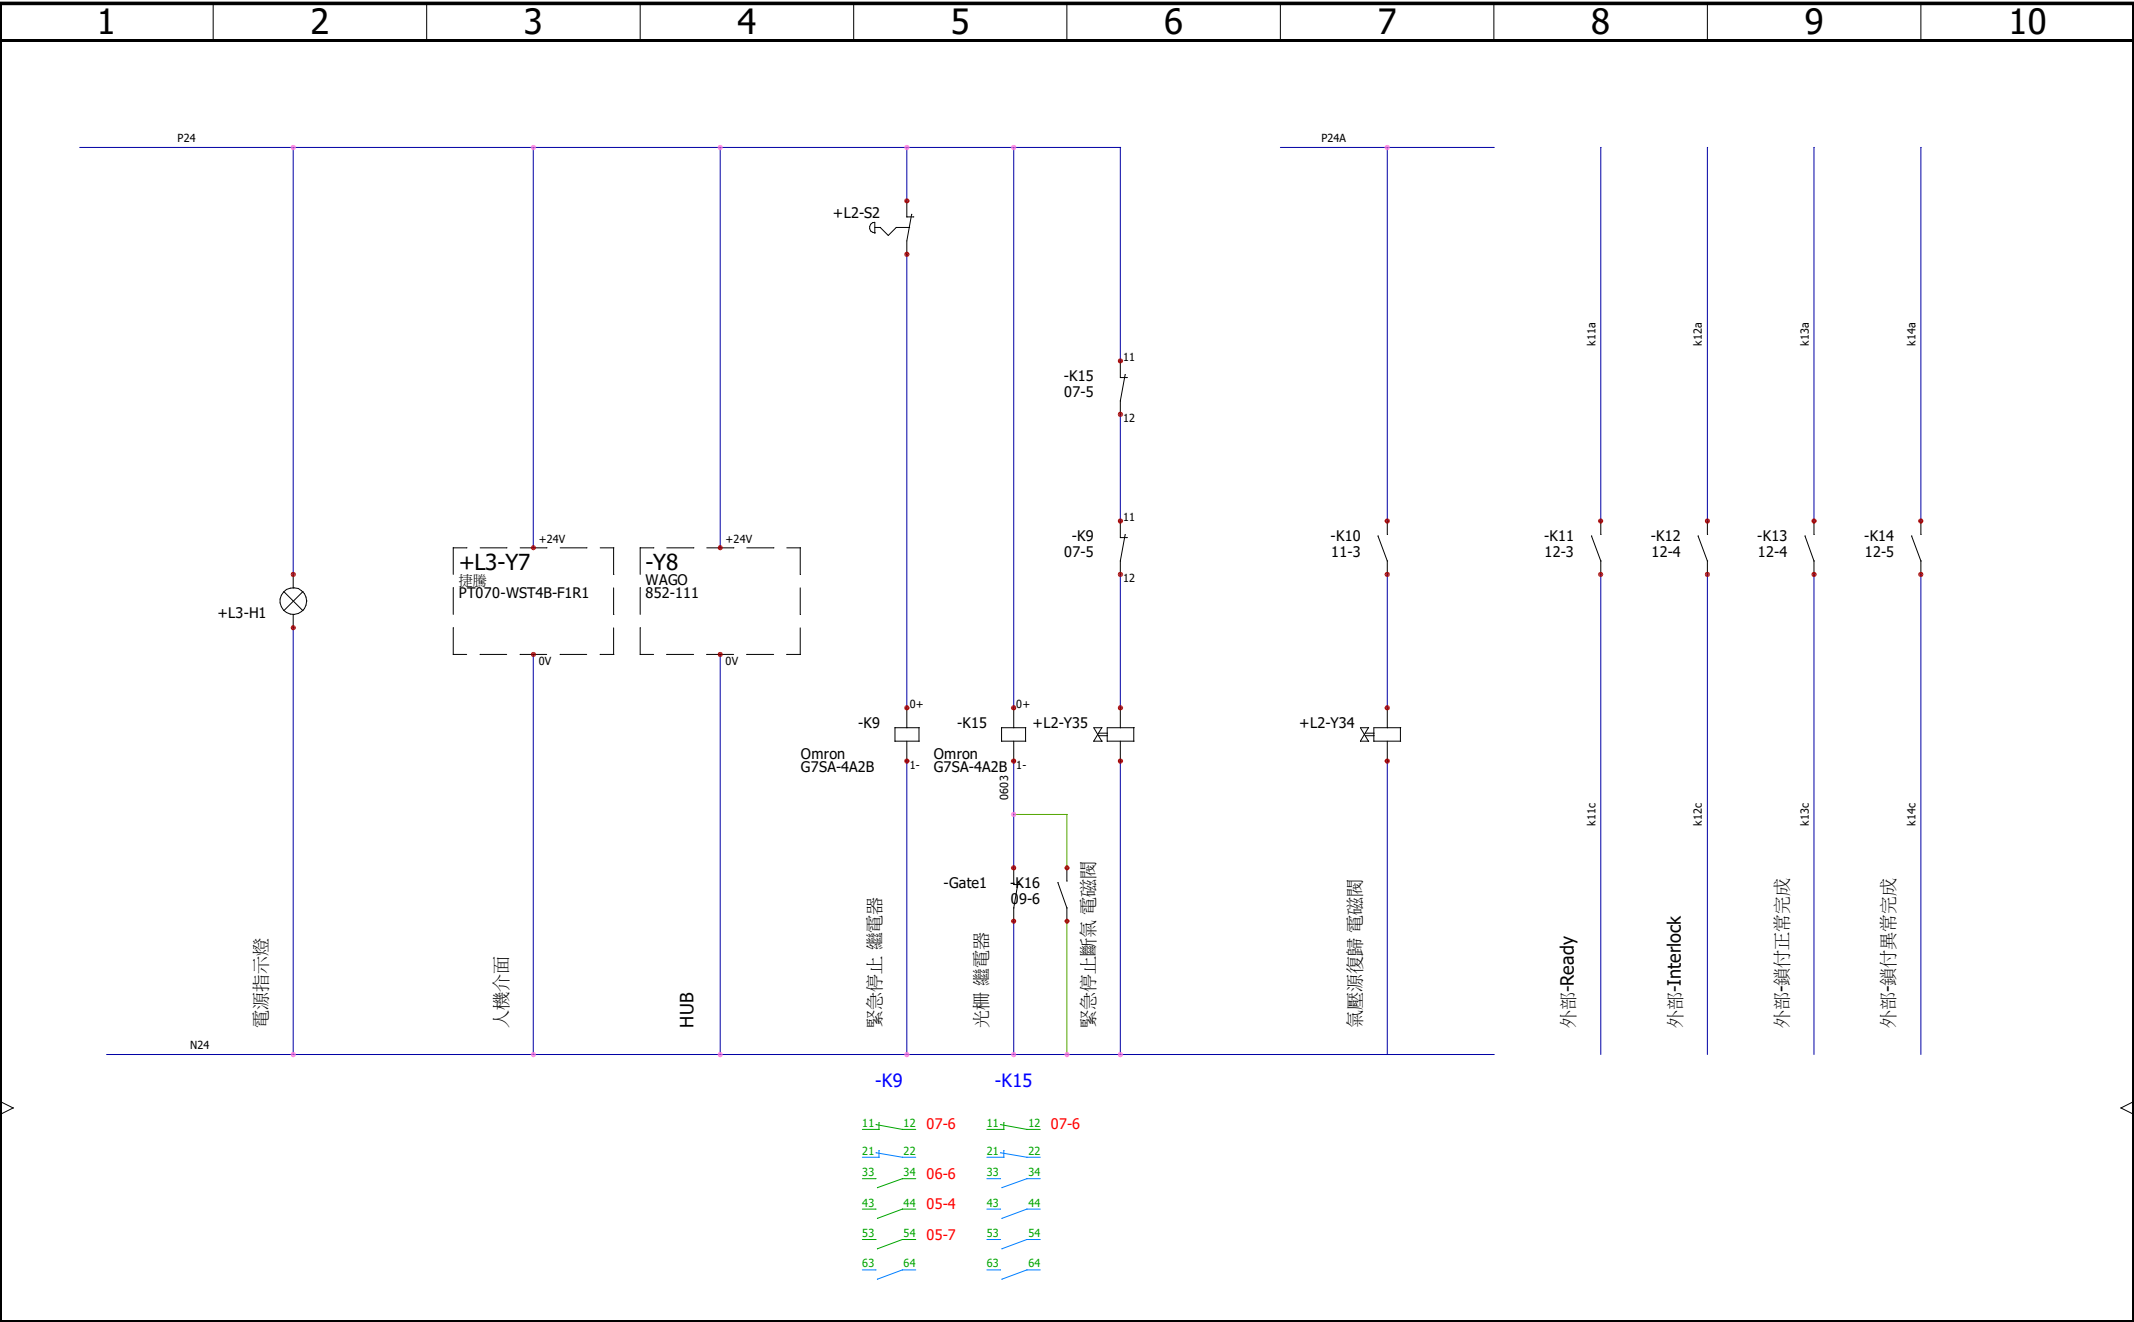 1 2 3 4 5 6 7 8 9 10
P24
P24A
+L2-S2
k11a
k12a
k13a
k14a
11
-K15
07-5
12
11
-K9
07-5
12
-K10
11-3
-K11
12-3
-K12
12-4
-K13
12-4
-K14
12-5
+24V
+L3-Y7
捷騰
PT070-WST4B-F1R1
0V
+24V
-Y8
WAGO
852-111
0V
+L3-H1
0+
-K9
Omron
G7SA-4A2B
1-
0+
-K15
Omron
G7SA-4A2B
1-
0603
+L2-Y35
+L2-Y34
k11c
k12c
k13c
k14c
-Gate1
-K16
09-6
電源指示燈
人機介面
HUB
緊急停止 繼電器
光柵 繼電器
緊急停止斷氣 電磁閥
氣壓源復歸 電磁閥
外部-Ready
外部-Interlock
外部-鎖付正常完成
外部-鎖付異常完成
N24
-K9
11 12 07-6
21 22
33 34 06-6
43 44 05-4
53 54 05-7
63 64
-K15
11 12 07-6
21 22
33 34
43 44
53 54
63 64